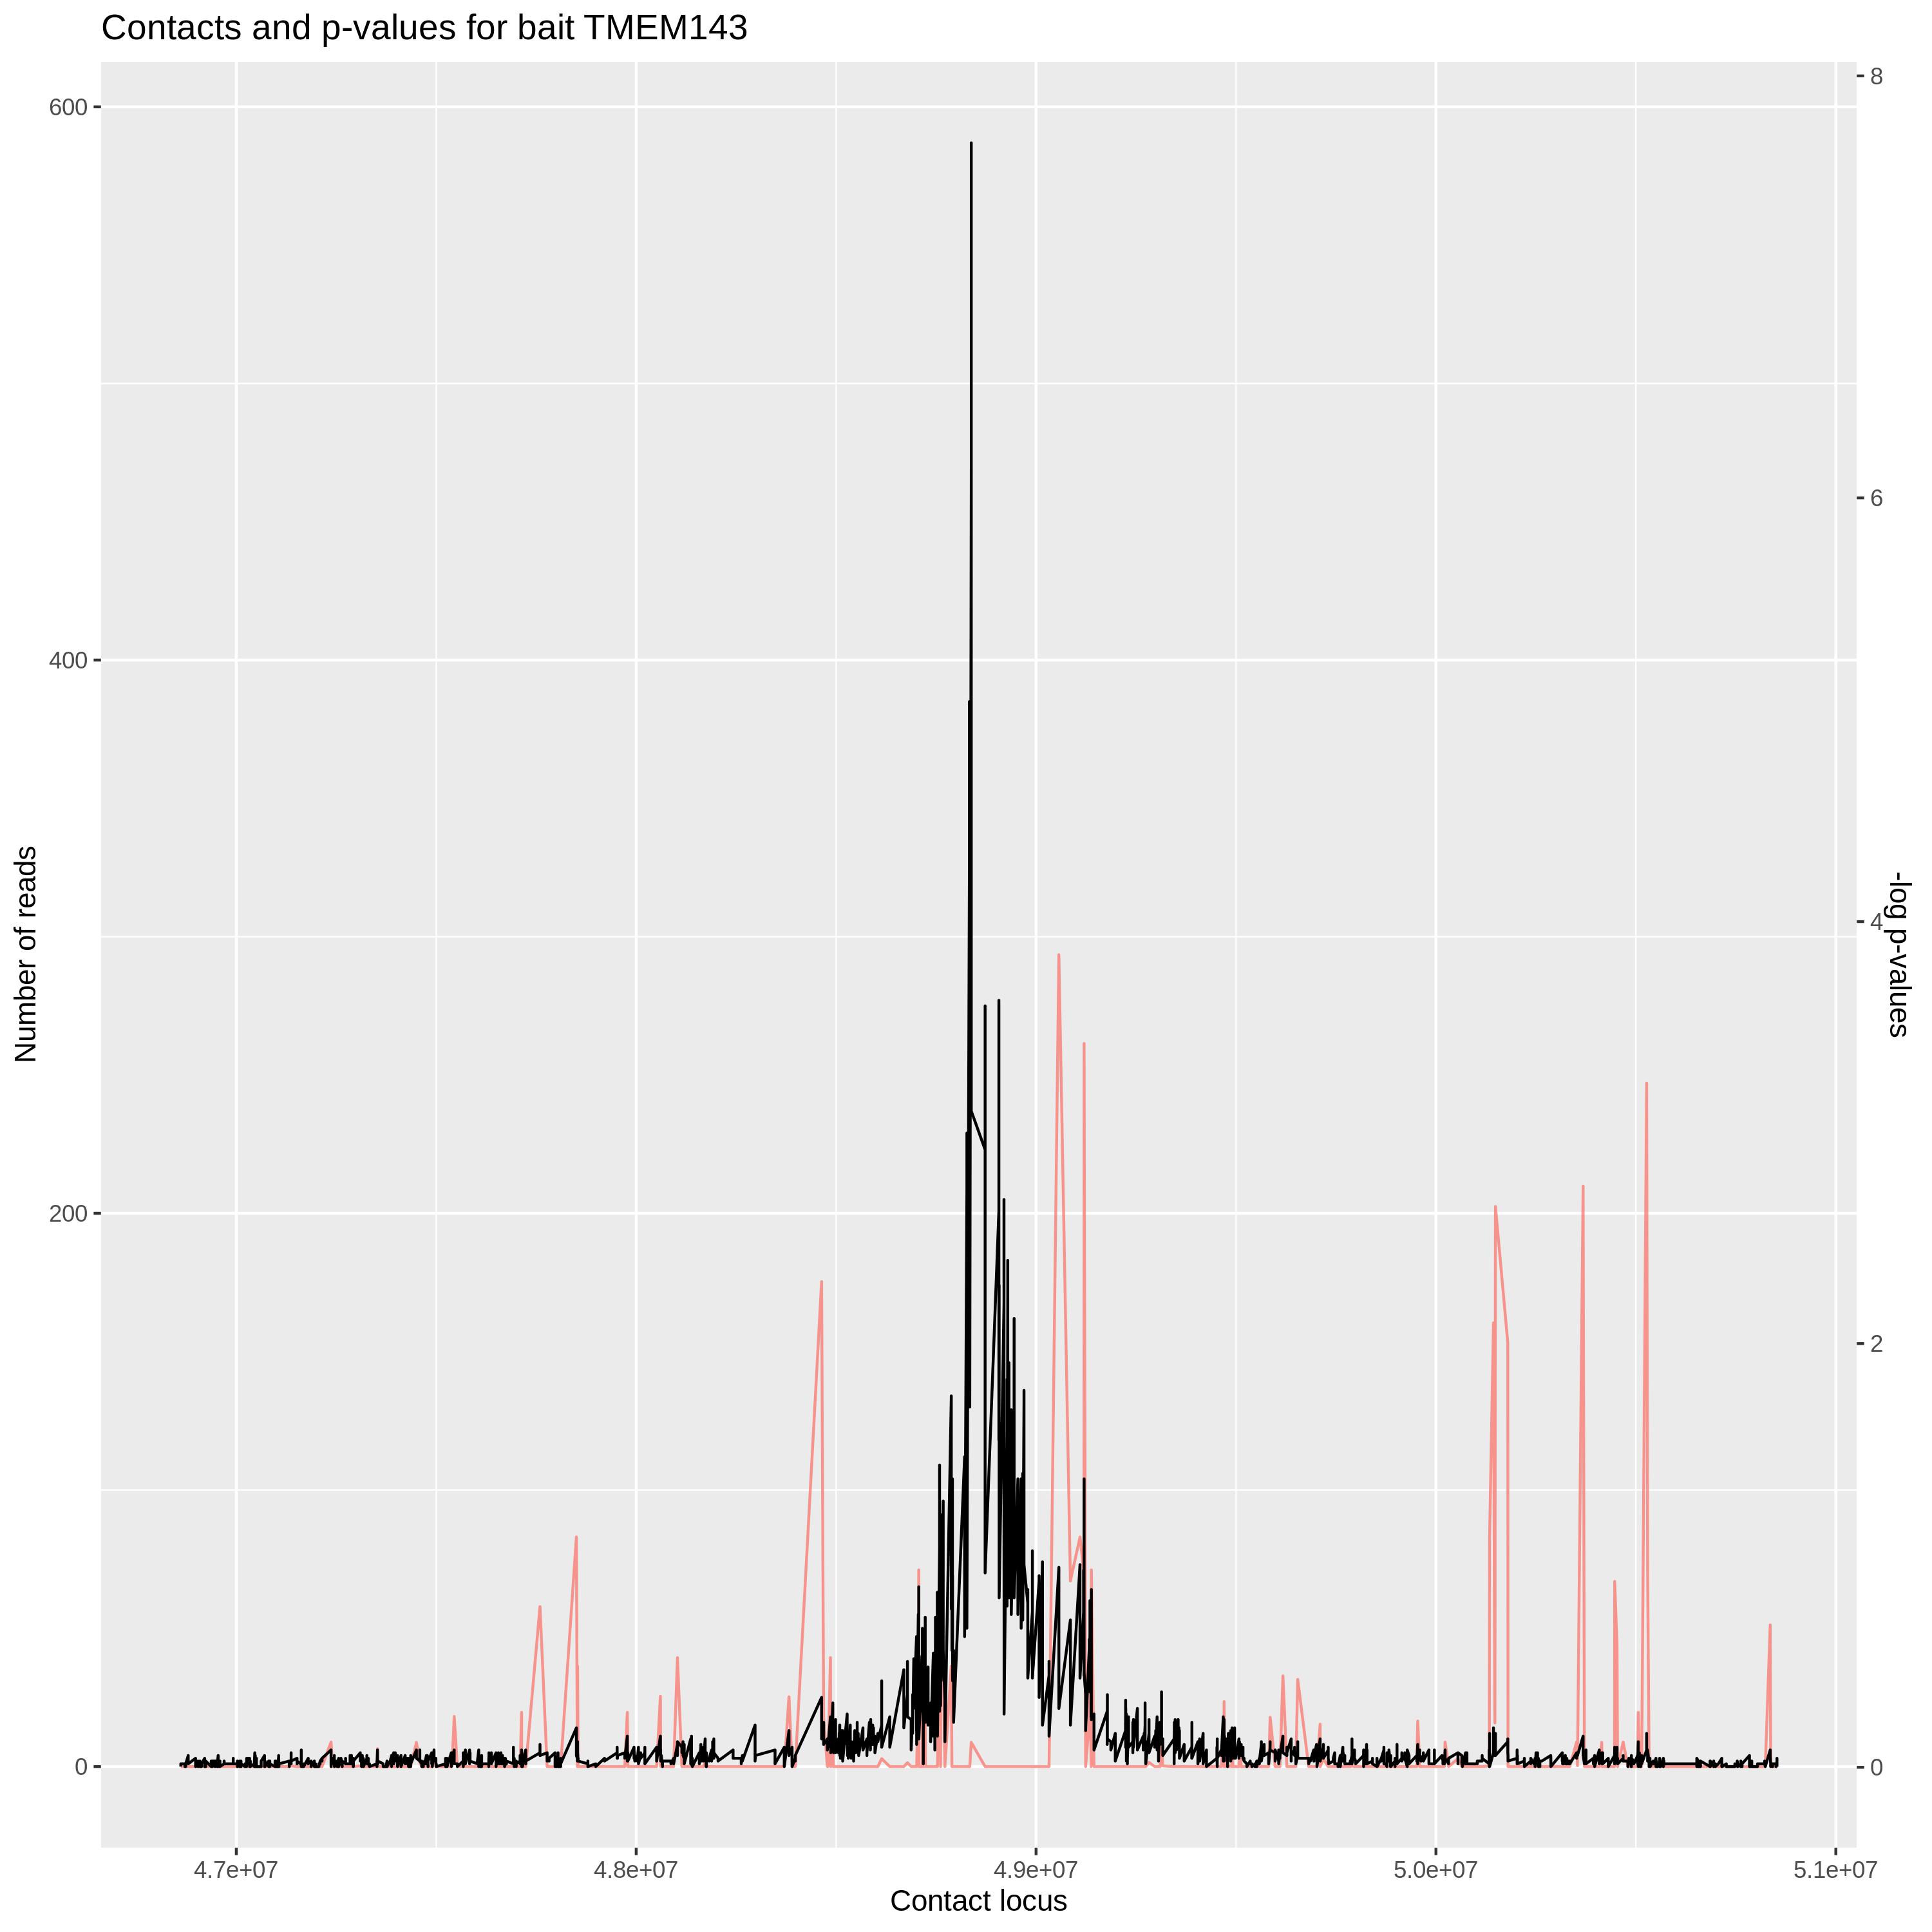 Contacts and p-values for bait TMEM143
600
400
200
0
8
6
4
2
0
Number of reads
-log p-values
4.7e+07 4.8e+07 4.9e+07 5.0e+07 5.1e+07
Contact locus